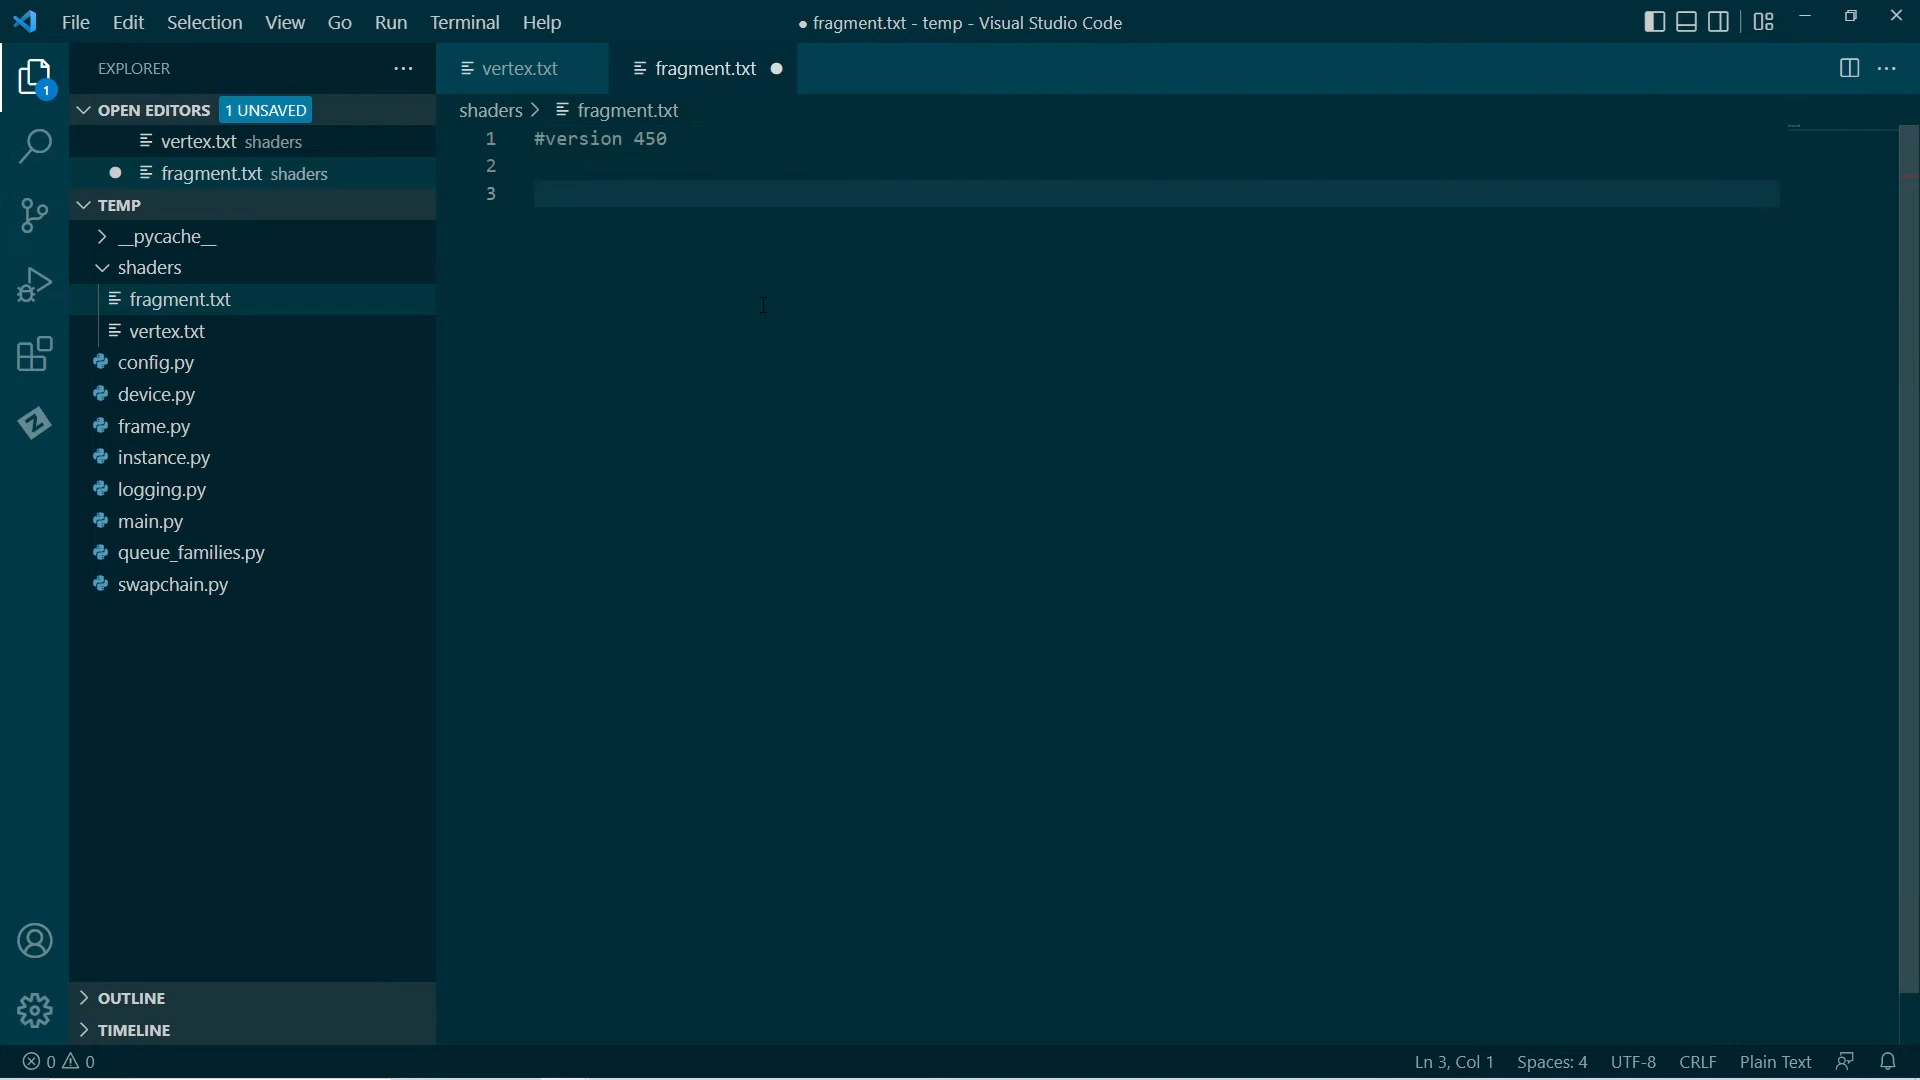 File Edit Selection View Go Run Terminal Help
● fragment.txt - temp - Visual Studio Code
EXPLORER
1
OPEN EDITORS 1 UNSAVED
vertex.txt shaders
fragment.txt shaders
TEMP
__pycache__
shaders
fragment.txt
vertex.txt
config.py
device.py
frame.py
instance.py
logging.py
main.py
queue_families.py
swapchain.py
OUTLINE
TIMELINE
vertex.txt
fragment.txt
shaders > fragment.txt
1 #version 450
2
3
0 0
Ln 3, Col 1 Spaces: 4 UTF-8 CRLF Plain Text